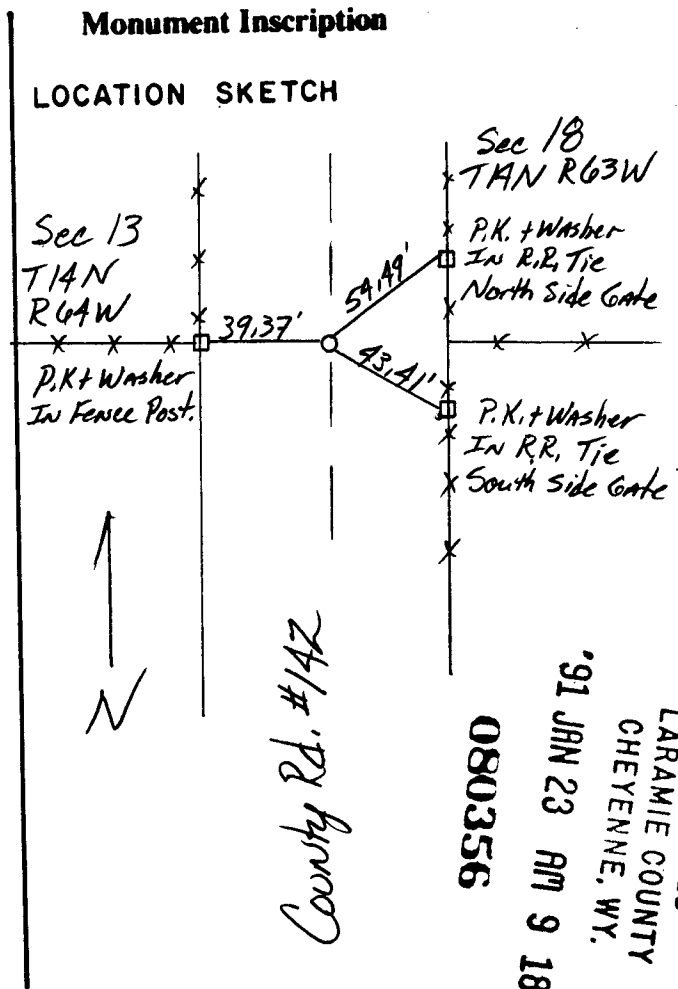 Monument Inscription
LOCATION SKETCH
Sec 18
T14N R63W
P.K. + Washer
In R.R. Tie
North Side Gate
Sec 13
T14N
R64W
54.49'
39.37'
43.41'
P.K + Washer
In Fence Post.
P.K. + Washer
In R.R. Tie
South Side Gate
N
County Rd. #142
LARAMIE COUNTY
CHEYENNE, WY.
'91 JAN 23 AM 9 18
080356